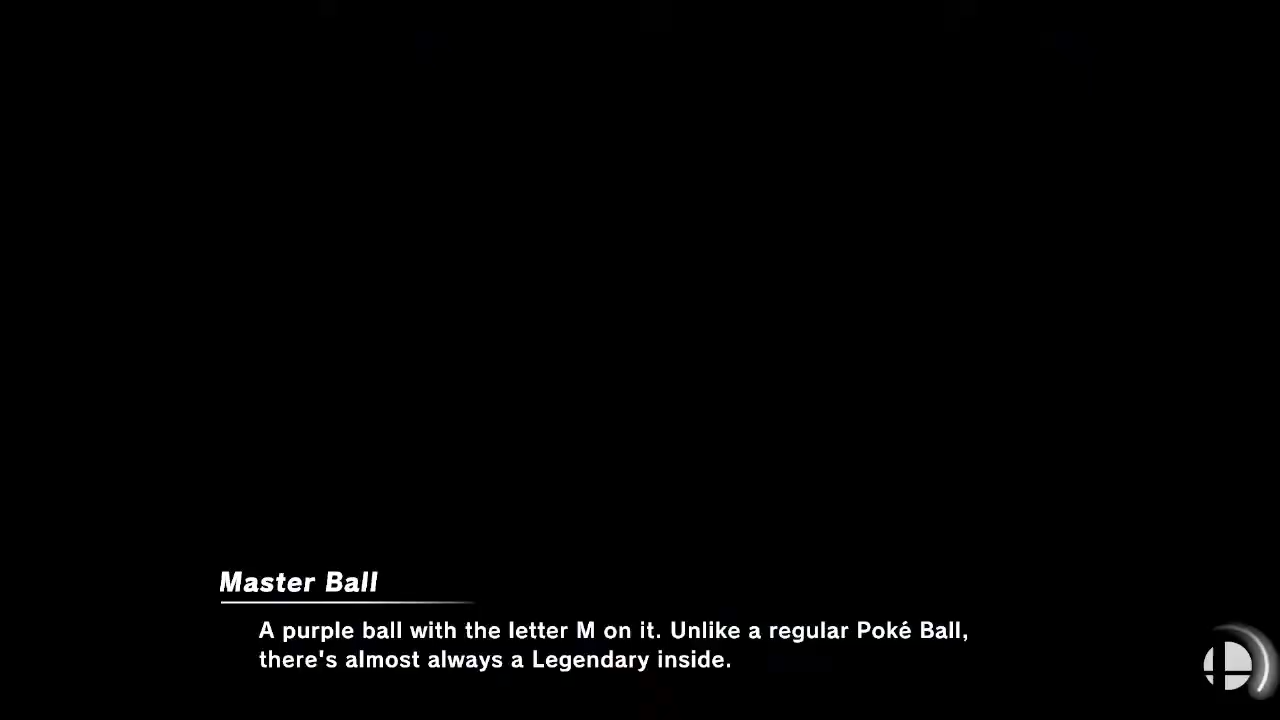 Master Ball
A purple ball with the letter M on it. Unlike a regular Poké Ball,
there's almost always a Legendary inside.